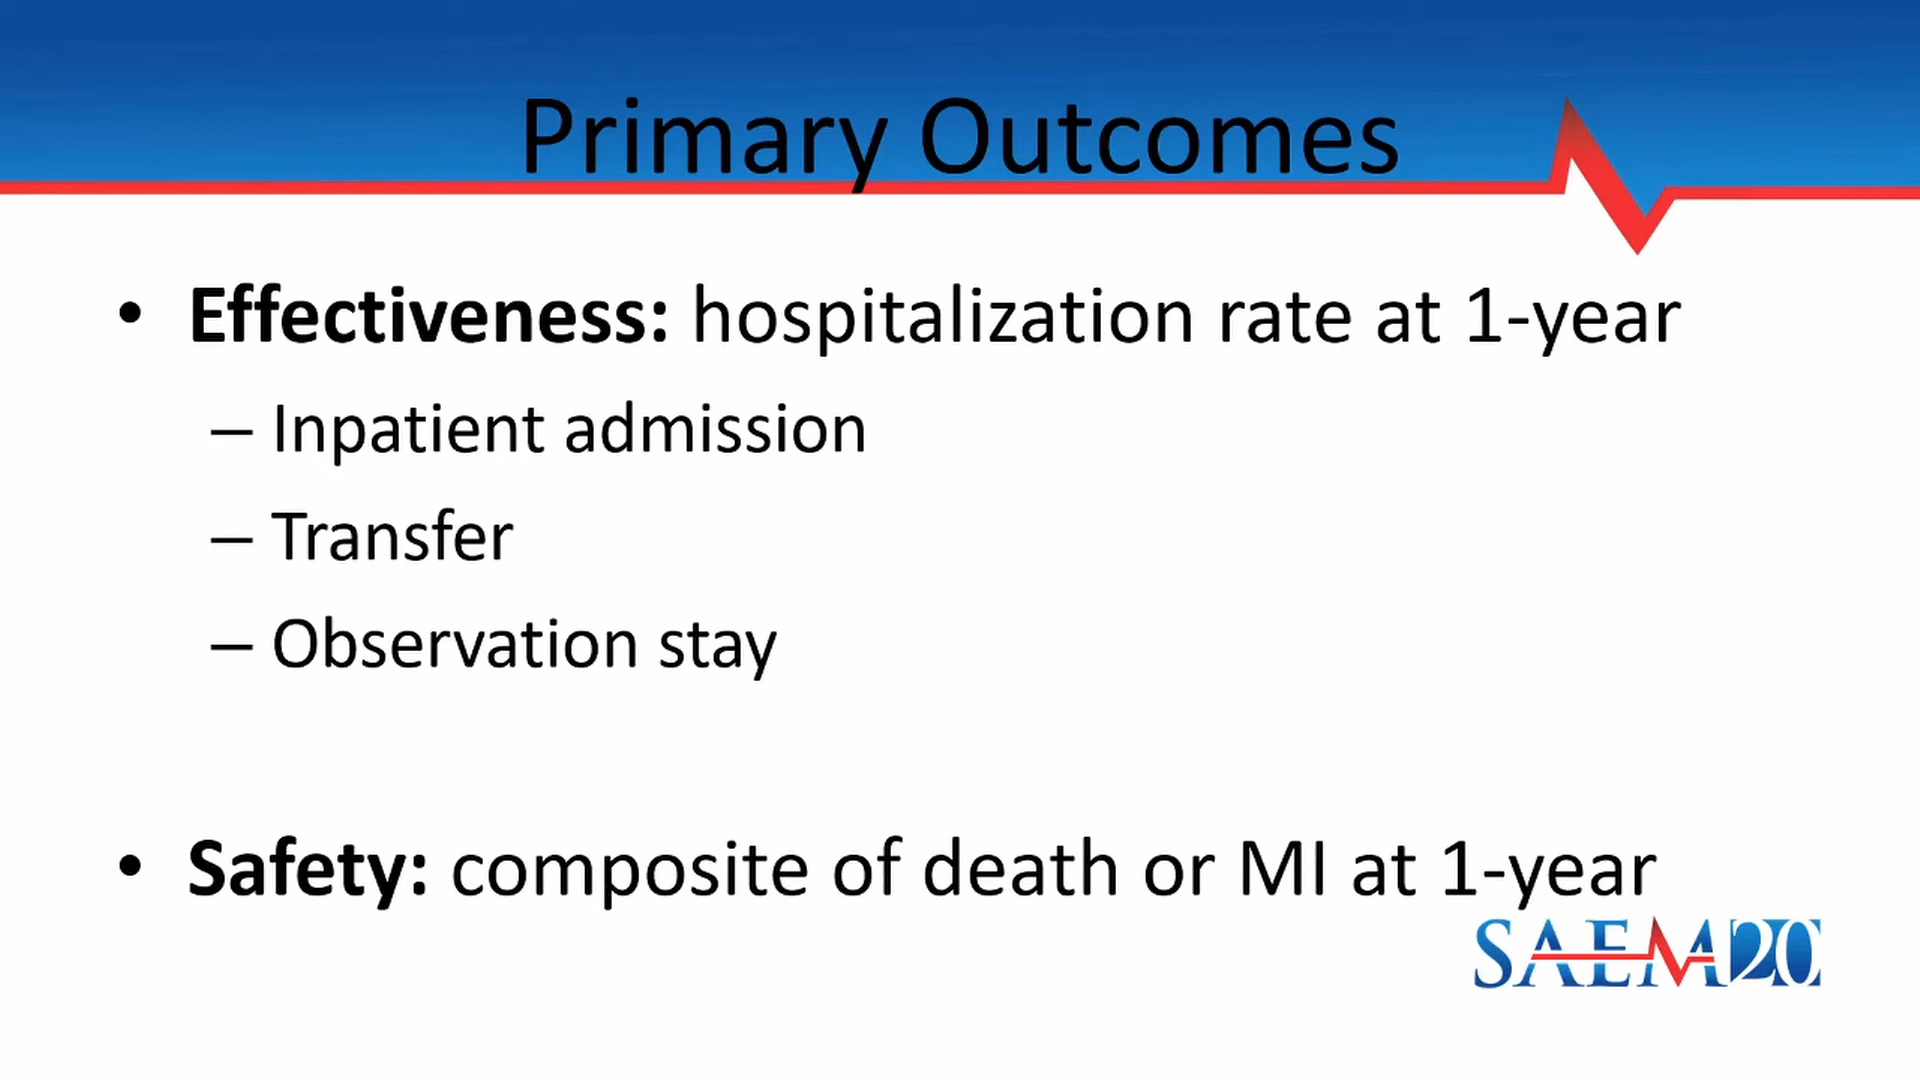 Primary Outcomes
• Effectiveness: hospitalization rate at 1-year
– Inpatient admission
– Transfer
– Observation stay
• Safety: composite of death or MI at 1-year
SAEM20